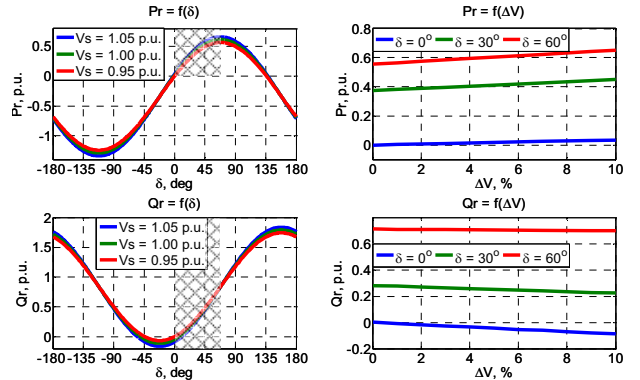 Pr = f(δ)
Pr, p.u.
0.5
0
-0.5
-1
Vs = 1.05 p.u.
Vs = 1.00 p.u.
Vs = 0.95 p.u.
-180 -135 -90 -45 0 45 90 135 180
δ, deg
Pr = f(ΔV)
Pr, p.u.
0.8
0.6
0.4
0.2
0
δ = 0° δ = 30° δ = 60°
0 2 4 6 8 10
ΔV, %
Qr = f(δ)
Qr, p.u.
2
1.5
1
0.5
0
Vs = 1.05 p.u.
Vs = 1.00 p.u.
Vs = 0.95 p.u.
-180 -135 -90 -45 0 45 90 135 180
δ, deg
Qr = f(ΔV)
Qr, p.u.
0.6
0.4
0.2
0
-0.2
δ = 0° δ = 30° δ = 60°
0 2 4 6 8 10
ΔV, %